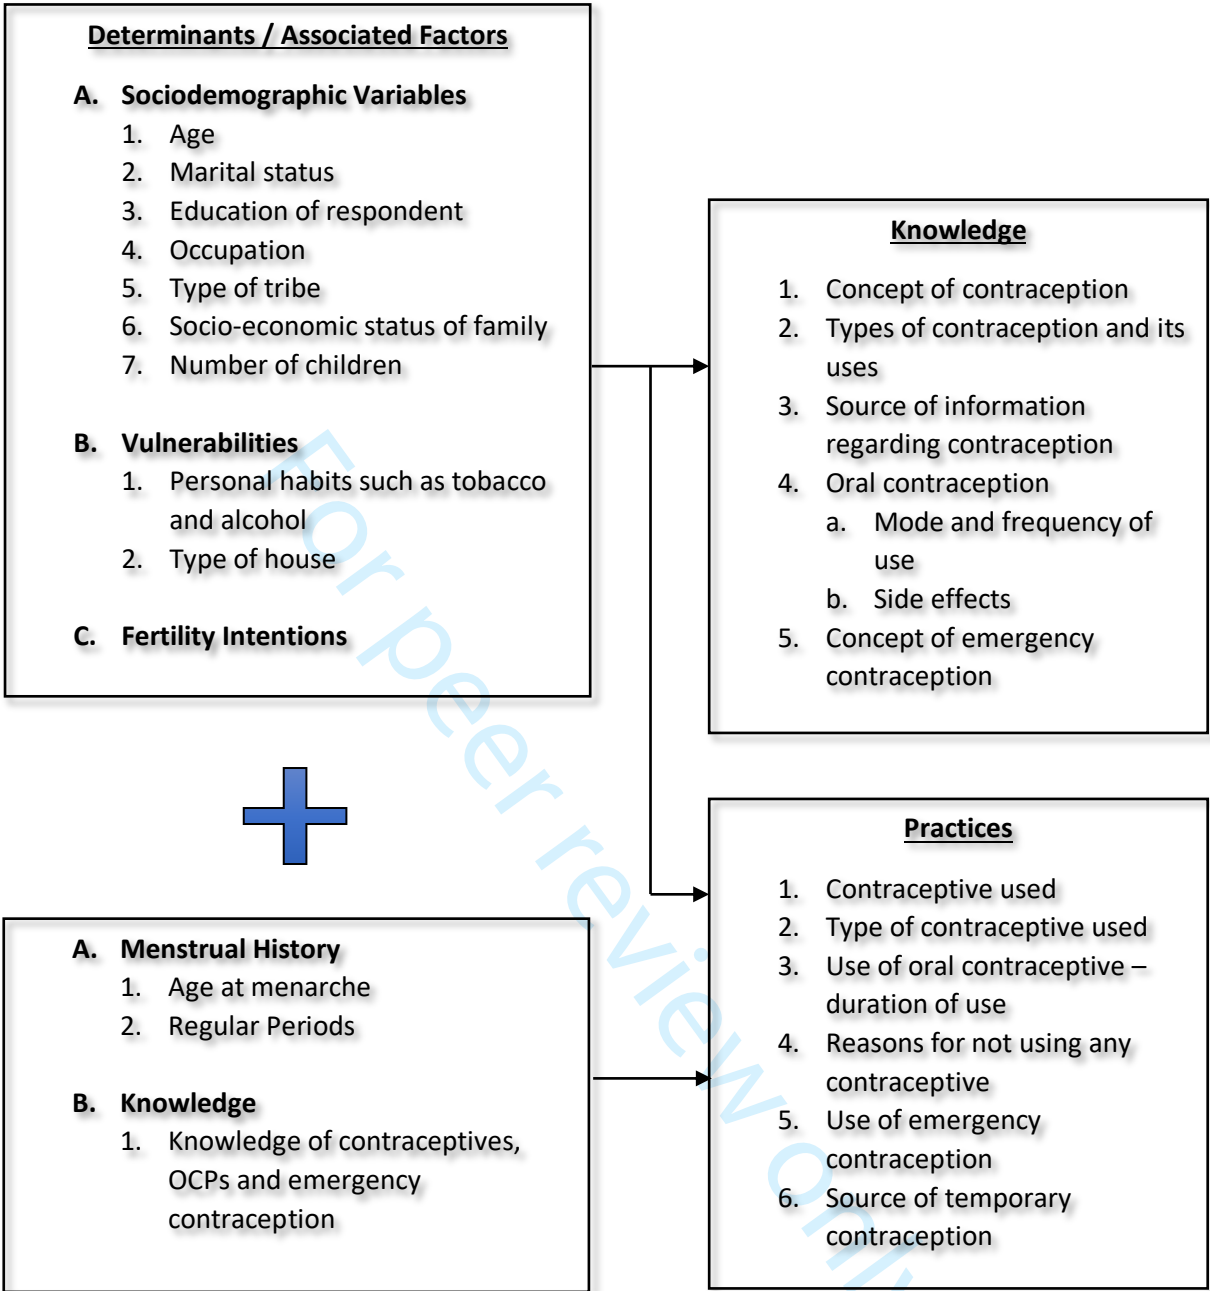 Determinants / Associated Factors
A. Sociodemographic Variables
1. Age
2. Marital status
3. Education of respondent
4. Occupation
5. Type of tribe
6. Socio-economic status of family
7. Number of children
B. Vulnerabilities
1. Personal habits such as tobacco
and alcohol
2. Type of house
C. Fertility Intentions
Knowledge
1. Concept of contraception
2. Types of contraception and its
uses
3. Source of information
regarding contraception
4. Oral contraception
a. Mode and frequency of
use
b. Side effects
5. Concept of emergency
contraception
A. Menstrual History
1. Age at menarche
2. Regular Periods
B. Knowledge
1. Knowledge of contraceptives,
OCPs and emergency
contraception
Practices
1. Contraceptive used
2. Type of contraceptive used
3. Use of oral contraceptive –
duration of use
4. Reasons for not using any
contraceptive
5. Use of emergency
contraception
6. Source of temporary
contraception
For peer review only